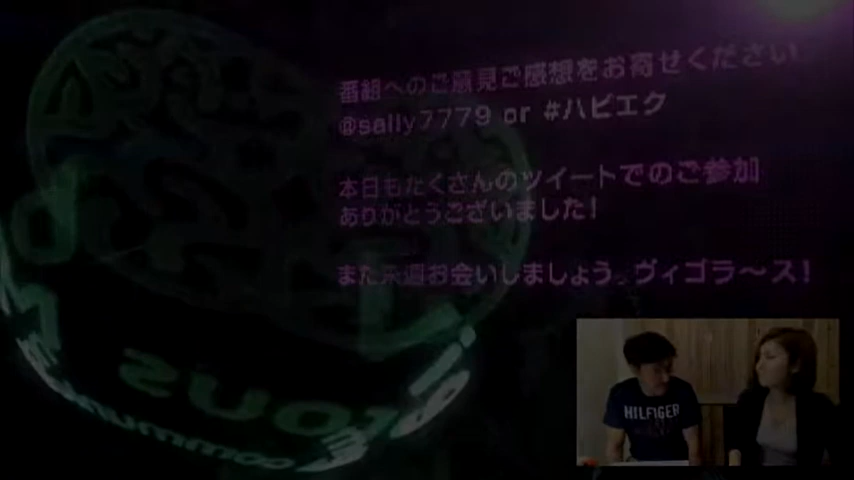 番組へのご意見ご感想をお寄せください
@sally7779 or #ハビエク
本日もたくさんのツイートでのご参加
ありがとうございました!
また来週お会いしましょう。ヴィゴラ〜ス!
HILFIGER